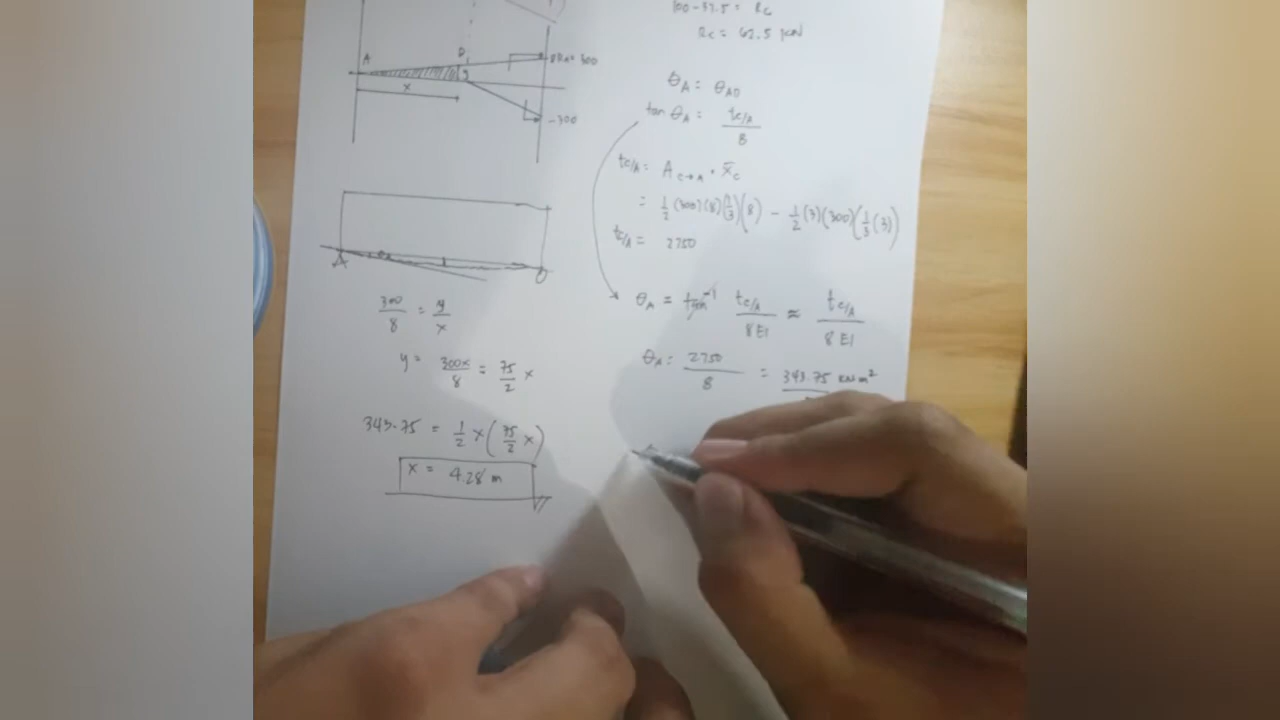 A
x
8RA = 300
-300
300/8 = y/x
y = 300x/8 = 75/2 x
343.75 = 1/2 x (75/2 x)
x = 4.28 m
100 - 37.5 = Rc
Rc = 62.5 kN
θA = θAD
tan θA = tC/A / 8
tC/A = A C→A · x̄c
= 1/2 (300)(8)(1/3)(8) - 1/2 (3)(300)(1/3 (3))
tC/A = 2750
θA = tan⁻¹ tC/A / 8EI ≈ tC/A / 8EI
θA = 2750/8 = 343.75 kN m²